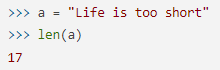 >>> a = "Life is too short"
>>> len(a)
17